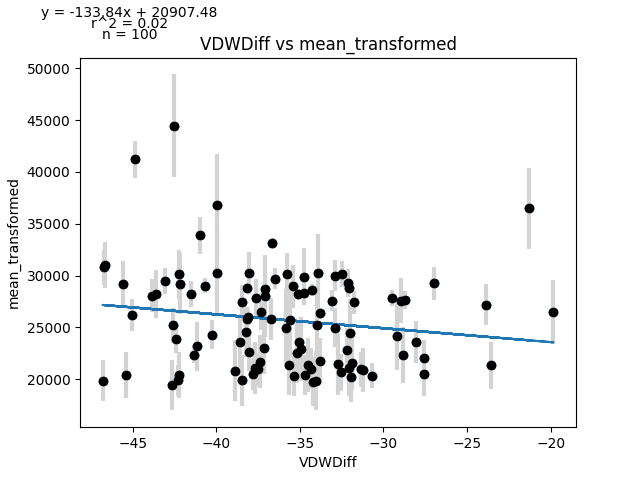 y = -133.84x + 20907.48
r^2 = 0.02
n = 100
VDWDiff vs mean_transformed
50000
45000
40000
35000
30000
25000
20000
mean_transformed
−45
−40
−35
−30
−25
−20
VDWDiff